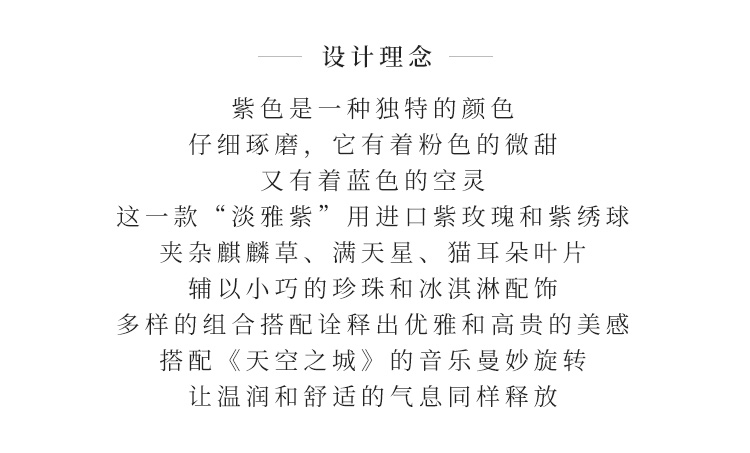 设计理念
紫色是一种独特的颜色
仔细琢磨，它有着粉色的微甜
又有着蓝色的空灵
这一款“淡雅紫”用进口紫玫瑰和紫绣球
夹杂麒麟草、满天星、猫耳朵叶片
辅以小巧的珍珠和冰淇淋配饰
多样的组合搭配诠释出优雅和高贵的美感
搭配《天空之城》的音乐曼妙旋转
让温润和舒适的气息同样释放